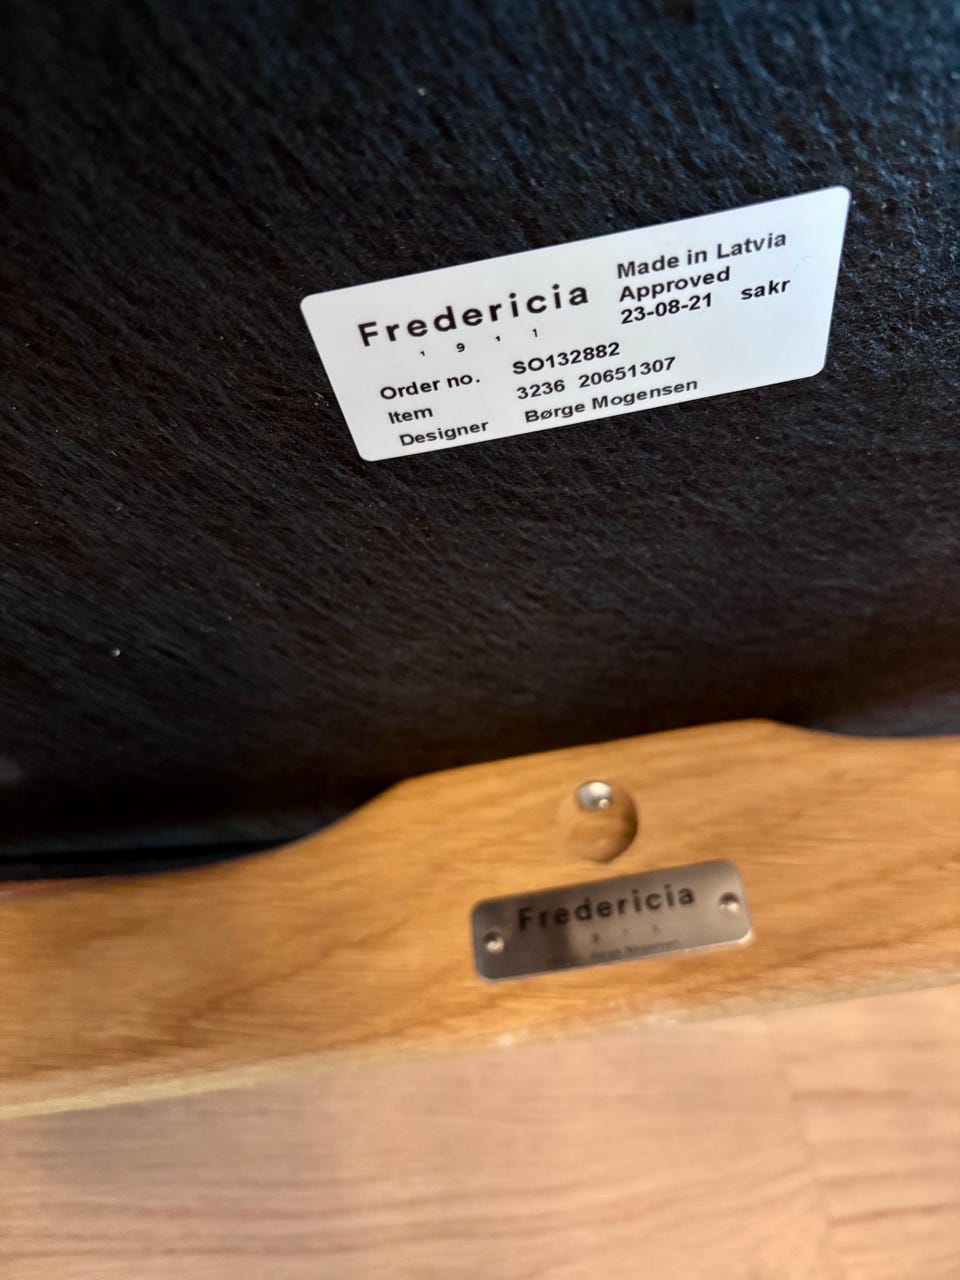 Fredericia
1 9 1 1
Made in Latvia
Approved
23-08-21 sakr
Order no. SO132882
Item 3236 20651307
Designer Børge Mogensen
Fredericia